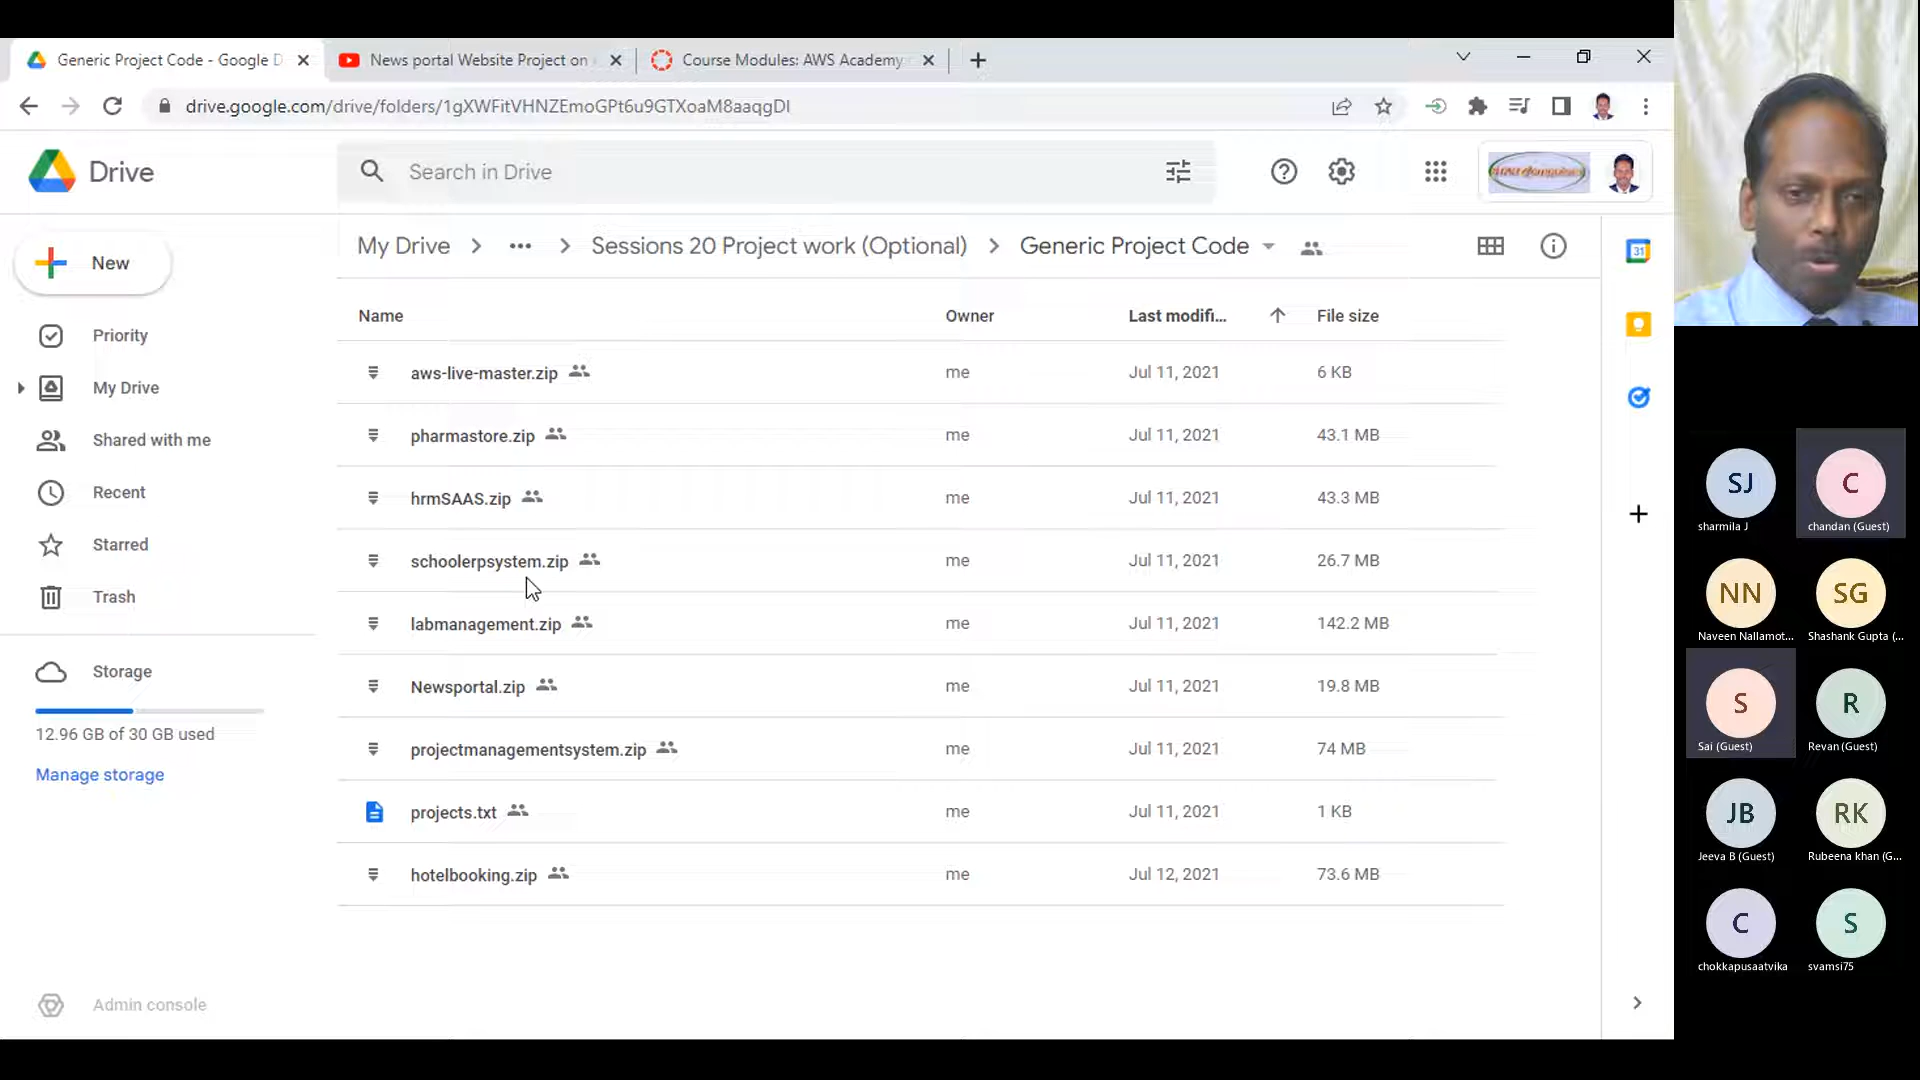 Generic Project Code - Google D
News portal Website Project on
Course Modules: AWS Academy
drive.google.com/drive/folders/1gXWFitVHNZEmoGPt6u9GTXoaM8aaqgDI
Drive
Search in Drive
New
My Drive
Sessions 20 Project work (Optional)
Generic Project Code
31
Priority
My Drive
Shared with me
Recent
Starred
Trash
Storage
12.96 GB of 30 GB used
Manage storage
Admin console
Name Owner Last modifi... File size
aws-live-master.zip me Jul 11, 2021 6 KB
pharmastore.zip me Jul 11, 2021 43.1 MB
hrmSAAS.zip me Jul 11, 2021 43.3 MB
schoolerpsystem.zip me Jul 11, 2021 26.7 MB
labmanagement.zip me Jul 11, 2021 142.2 MB
Newsportal.zip me Jul 11, 2021 19.8 MB
projectmanagementsystem.zip me Jul 11, 2021 74 MB
projects.txt me Jul 11, 2021 1 KB
hotelbooking.zip me Jul 12, 2021 73.6 MB
SJ
sharmila J
C
chandan (Guest)
NN
Naveen Nallamot...
SG
Shashank Gupta (...
S
Sai (Guest)
R
Revan (Guest)
JB
Jeeva B (Guest)
RK
Rubeena khan (G...
C
chokkapusaatvika
S
svamsi75